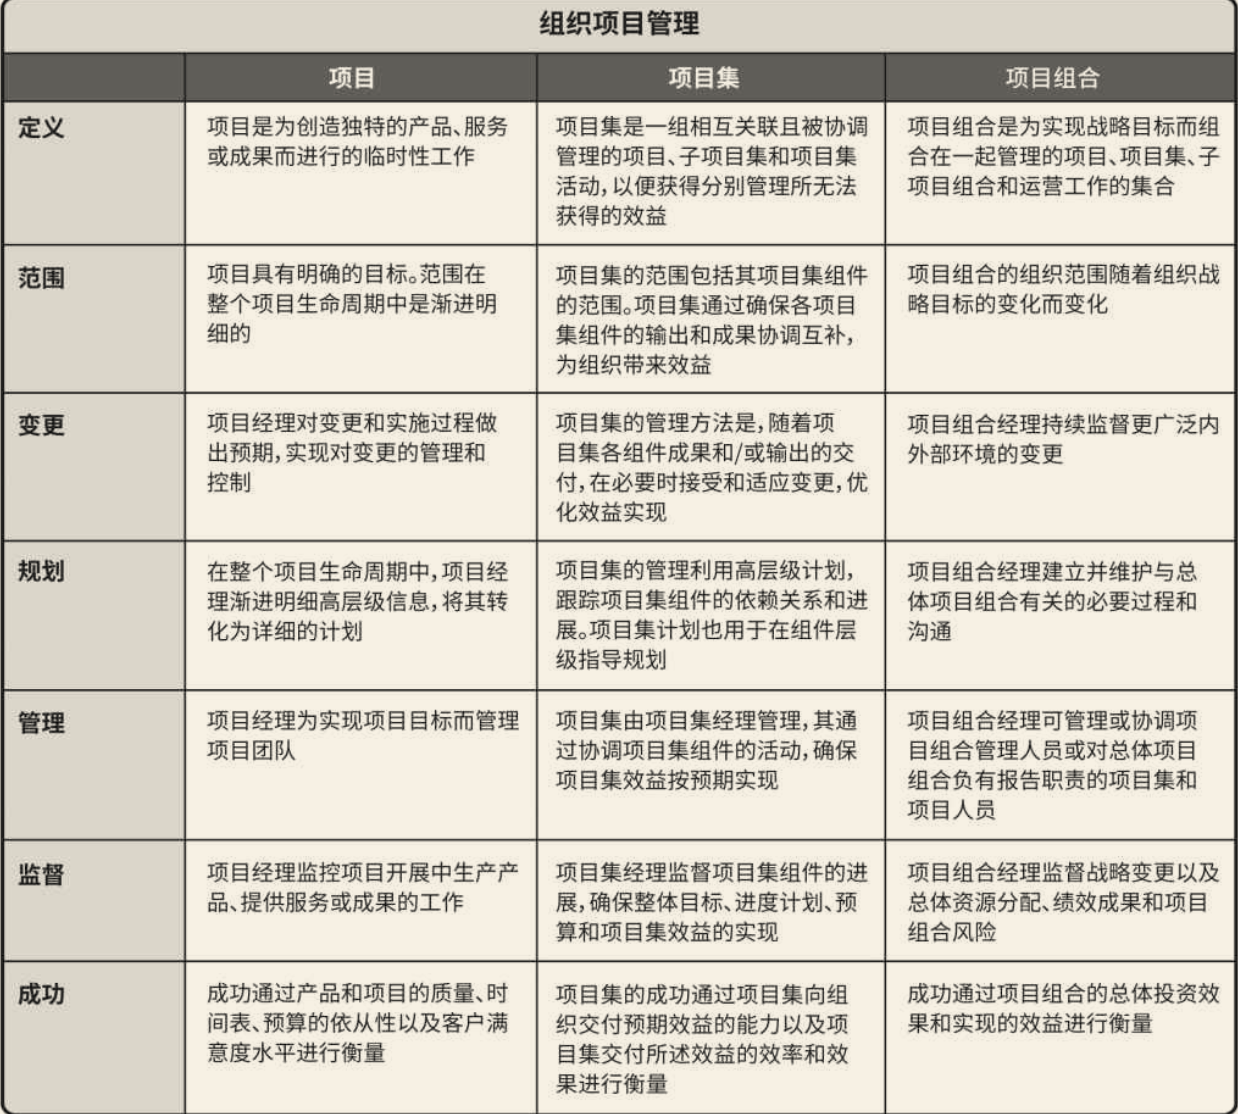 组织项目管理
项目
项目集
项目组合
定义
项目是为创造独特的产品、服务
或成果而进行的临时性工作
项目集是一组相互关联且被协调
管理的项目、子项目集和项目集
活动，以便获得分别管理所无法
获得的效益
项目组合是为实现战略目标而组
合在一起管理的项目、项目集、子
项目组合和运营工作的集合
范围
项目具有明确的目标。范围在
整个项目生命周期中是渐进明
细的
项目集的范围包括其项目集组件
的范围。项目集通过确保各项目
集组件的输出和成果协调互补，
为组织带来效益
项目组合的组织范围随着组织战
略目标的变化而变化
变更
项目经理对变更和实施过程做
出预期，实现对变更的管理和
控制
项目集的管理方法是，随着项
目集各组件成果和/或输出的交
付，在必要时接受和适应变更，优
化效益实现
项目组合经理持续监督更广泛内
外部环境的变更
规划
在整个项目生命周期中，项目经
理渐进明细高层级信息，将其转
化为详细的计划
项目集的管理利用高层级计划，
跟踪项目集组件的依赖关系和进
展。项目集计划也用于在组件层
级指导规划
项目组合经理建立并维护与总
体项目组合有关的必要过程和
沟通
管理
项目经理为实现项目目标而管理
项目团队
项目集由项目集经理管理，其通
过协调项目集组件的活动，确保
项目集效益按预期实现
项目组合经理可管理或协调项
目组合管理人员或对总体项目
组合负有报告职责的项目集和
项目人员
监督
项目经理监控项目开展中生产产
品、提供服务或成果的工作
项目集经理监督项目集组件的进
展，确保整体目标、进度计划、预
算和项目集效益的实现
项目组合经理监督战略变更以及
总体资源分配、绩效成果和项目
组合风险
成功
成功通过产品和项目的质量、时
间表、预算的依从性以及客户满
意度水平进行衡量
项目集的成功通过项目集向组
织交付预期效益的能力以及项
目集交付所述效益的效率和效
果进行衡量
成功通过项目组合的总体投资效
果和实现的效益进行衡量